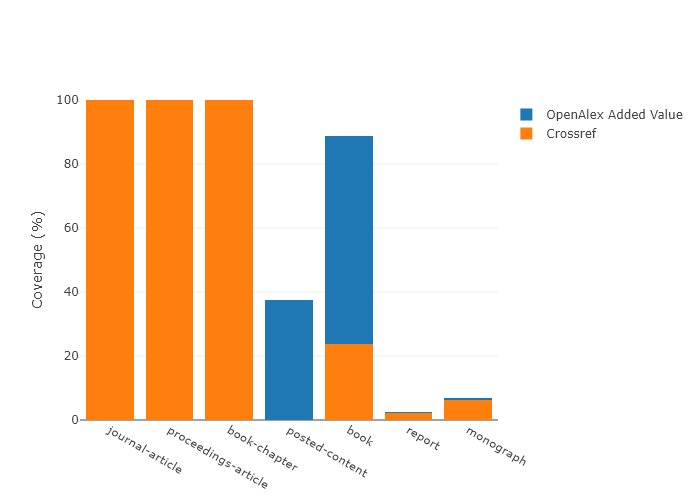 100
80
60
40
20
0
Coverage (%)
journal-article
proceedings-article
book-chapter
posted-content
book
report
monograph
OpenAlex Added Value
Crossref